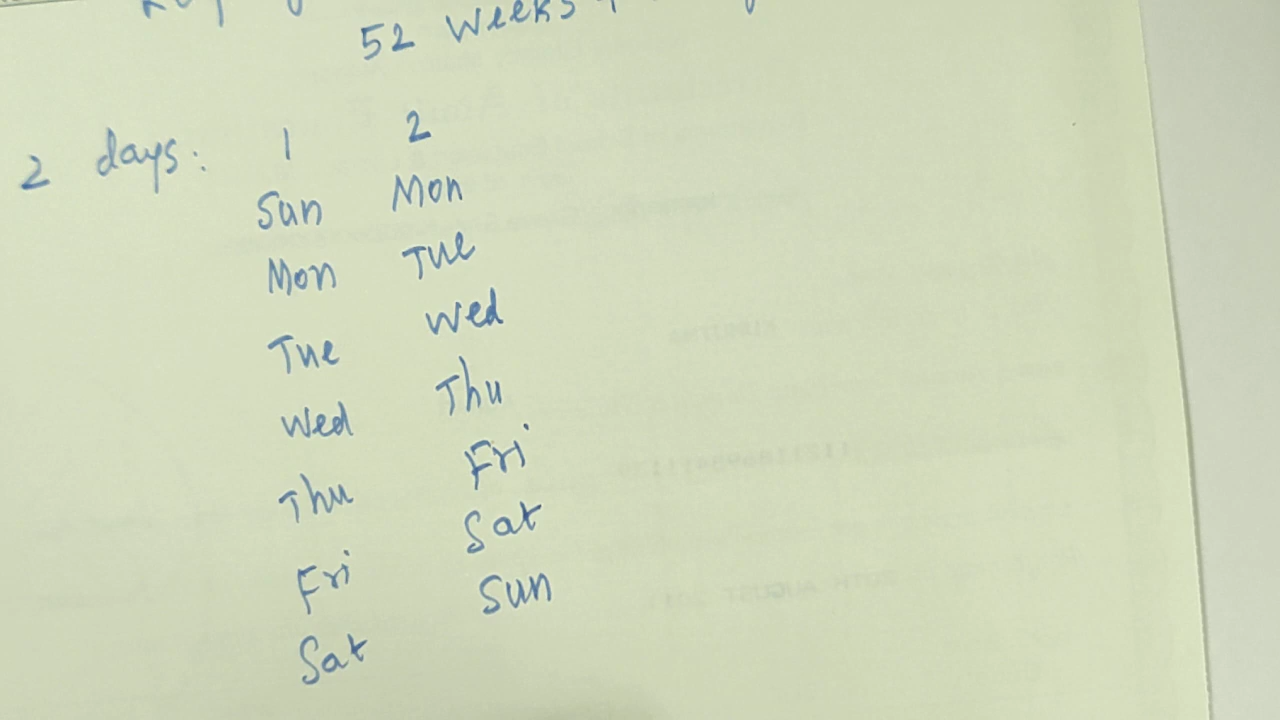 52 weeks
2 days: 1 2
Sun Mon
Mon Tue
Tue Wed
Wed Thu
Thu Fri
Fri Sat
Sat Sun